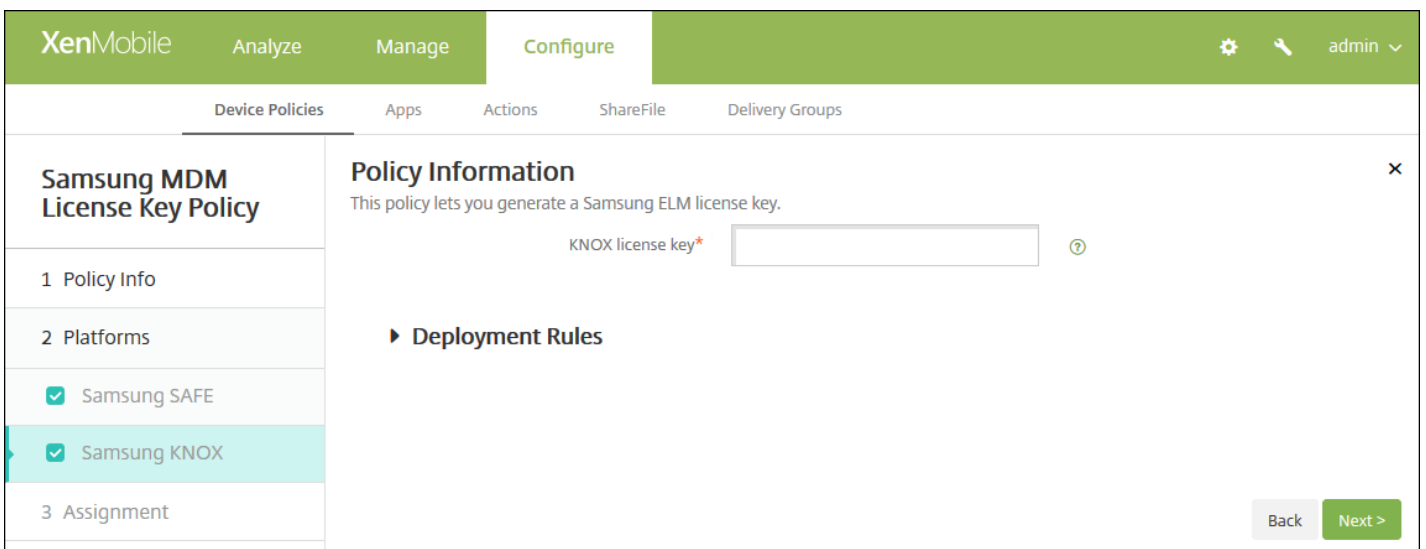 XenMobile Analyze Manage Configure admin
Device Policies Apps Actions ShareFile Delivery Groups
Samsung MDM
License Key Policy
1 Policy Info
2 Platforms
Samsung SAFE
Samsung KNOX
3 Assignment
Policy Information
This policy lets you generate a Samsung ELM license key.
KNOX license key*
Deployment Rules
Back Next >